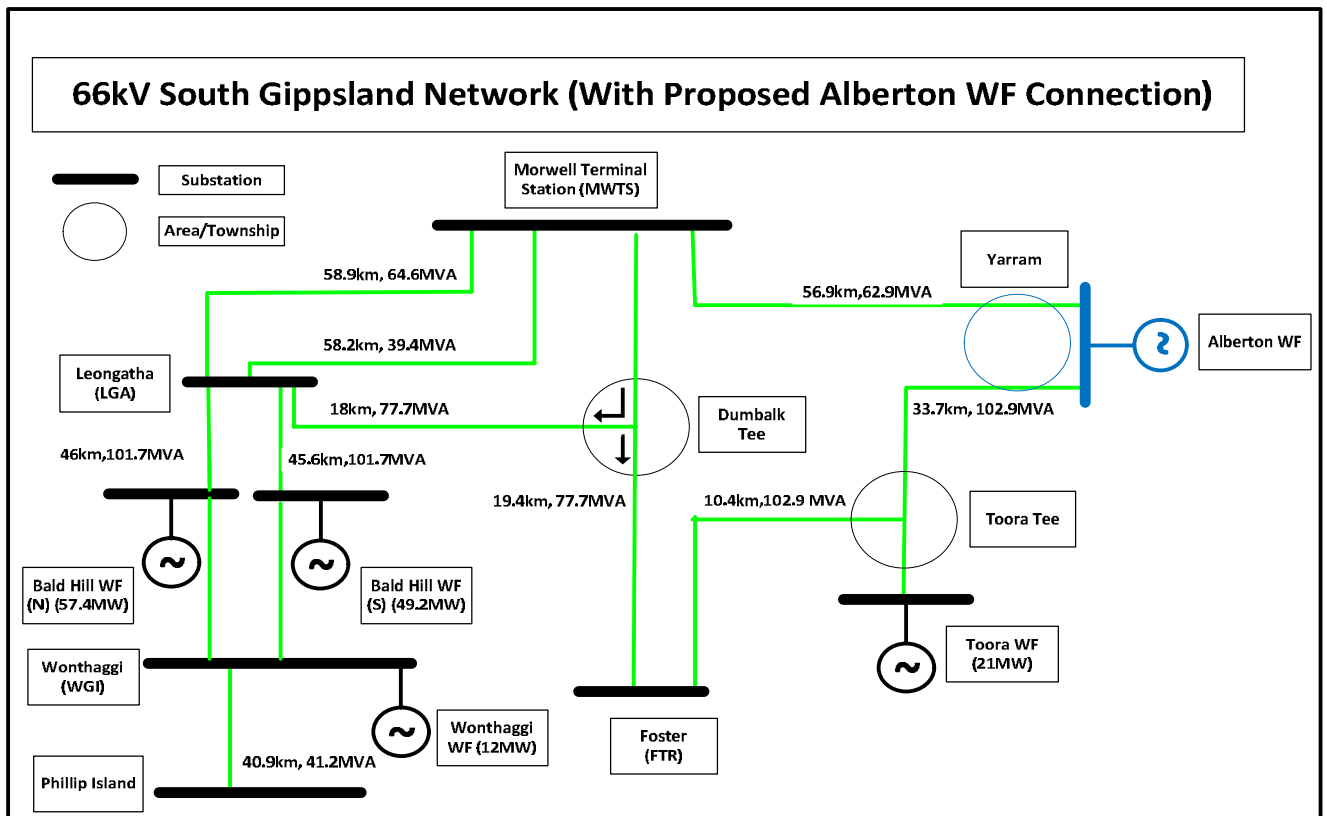 66kV South Gippsland Network (With Proposed Alberton WF Connection)
Substation
Area/Township
Morwell Terminal
Station (MWTS)
Yarram
58.9km, 64.6MVA
56.9km,62.9MVA
Alberton WF
58.2km, 39.4MVA
Leongatha
(LGA)
18km, 77.7MVA
Dumbalk
Tee
33.7km, 102.9MVA
46km,101.7MVA
45.6km,101.7MVA
19.4km, 77.7MVA
10.4km,102.9 MVA
Toora Tee
Bald Hill WF
(N) (57.4MW)
Bald Hill WF
(S) (49.2MW)
Toora WF
(21MW)
Wonthaggi
(WGI)
Wonthaggi
WF (12MW)
Foster
(FTR)
40.9km, 41.2MVA
Phillip Island